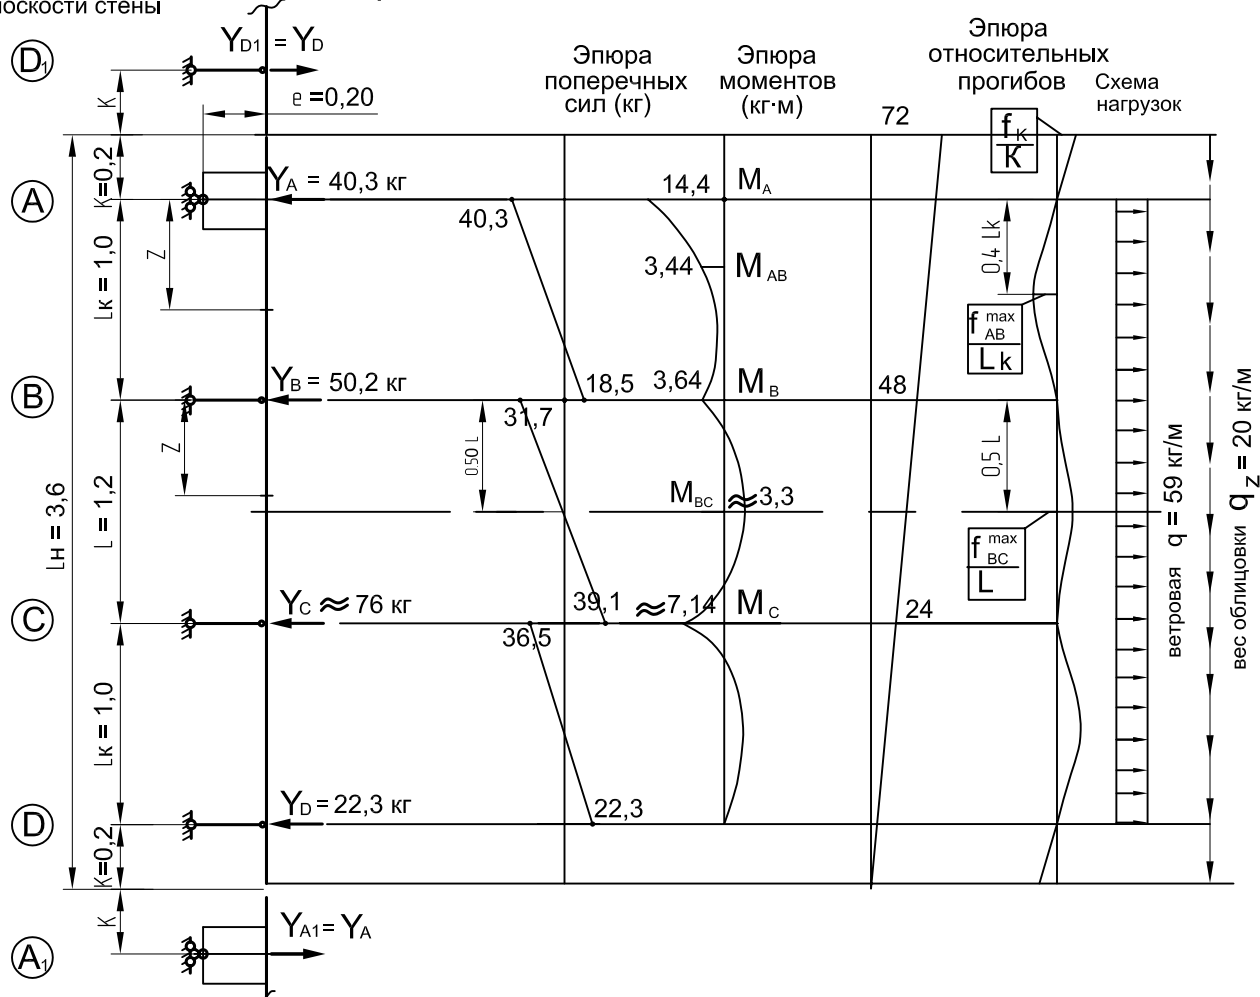 лоскости стены
D1
YD1 = YD
e =0,20
K
Эпюра
поперечных
сил (кг)
Эпюра
моментов
(кг·м)
Эпюра
относительных
прогибов
Схема
нагрузок
72
fK
K
K=0,2
A
YA = 40,3 кг
40,3
14,4
MA
Z
Lк = 1,0
3,44
MAB
0,4 Lk
f max AB
Lk
B
YB = 50,2 кг
18,5
31,7
3,64
MB
48
Z
Lн = 3,6
L = 1,2
0.50 L
0,5 L
MBC ≈3,3
f max BC
L
ветровая q = 59 кг/м
вес облицовки qz = 20 кг/м
C
YC ≈ 76 кг
39,1
36,5
≈7,14
MC
24
Lк = 1,0
D
YD = 22,3 кг
22,3
K=0,2
K
YA1 = YA
A1